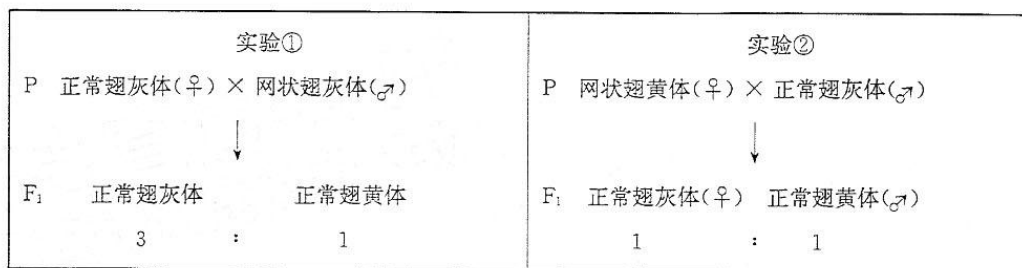 实验①
P 正常翅灰体(♀) × 网状翅灰体(♂)
↓
F₁ 正常翅灰体 正常翅黄体
3 : 1
实验②
P 网状翅黄体(♀) × 正常翅灰体(♂)
↓
F₁ 正常翅灰体(♀) 正常翅黄体(♂)
1 : 1